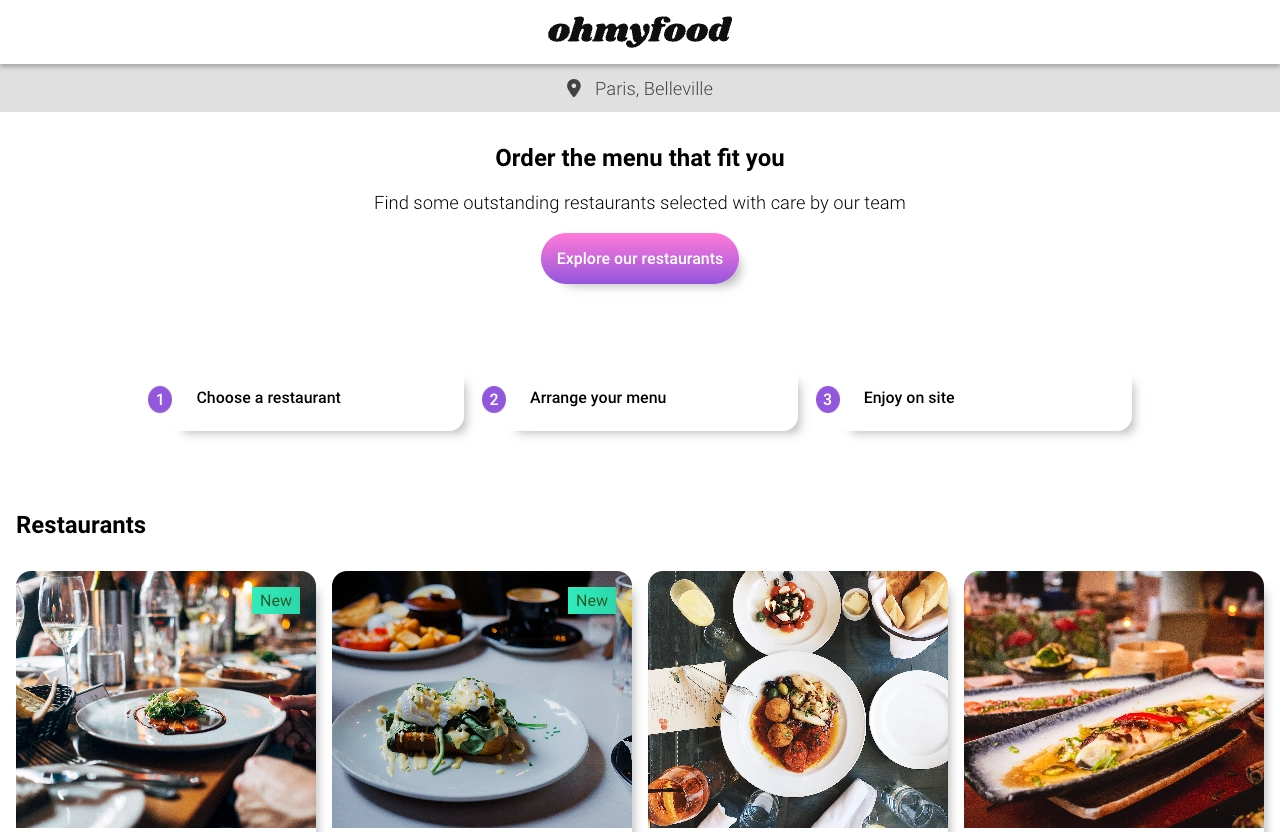 ohmyfood
Paris, Belleville
Order the menu that fit you
Find some outstanding restaurants selected with care by our team
Explore our restaurants
1 Choose a restaurant
2 Arrange your menu
3 Enjoy on site
Restaurants
New
New